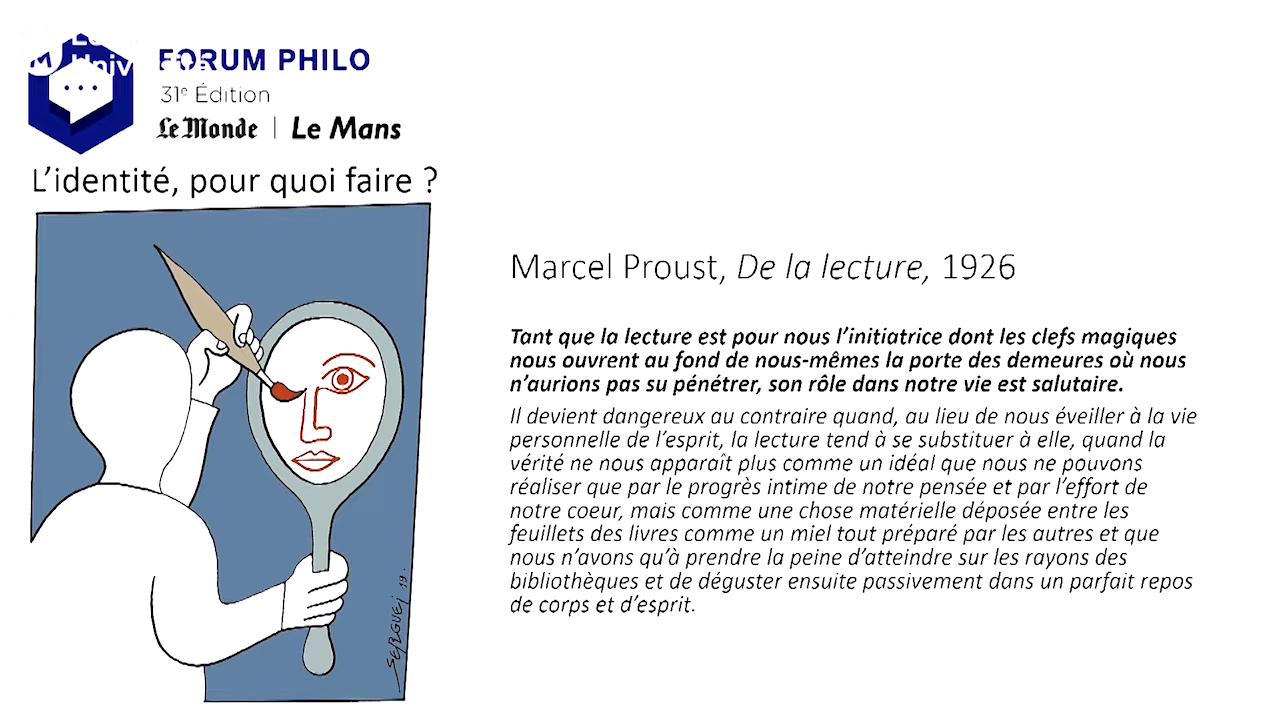 FORUM PHILO
31e Édition
Le Monde | Le Mans
L'identité, pour quoi faire ?
Marcel Proust, De la lecture, 1926
Tant que la lecture est pour nous l'initiatrice dont les clefs magiques
nous ouvrent au fond de nous-mêmes la porte des demeures où nous
n'aurions pas su pénétrer, son rôle dans notre vie est salutaire.
Il devient dangereux au contraire quand, au lieu de nous éveiller à la vie
personnelle de l'esprit, la lecture tend à se substituer à elle, quand la
vérité ne nous apparaît plus comme un idéal que nous ne pouvons
réaliser que par le progrès intime de notre pensée et par l'effort de
notre coeur, mais comme une chose matérielle déposée entre les
feuillets des livres comme un miel tout préparé par les autres et que
nous n'avons qu'à prendre la peine d'atteindre sur les rayons des
bibliothèques et de déguster ensuite passivement dans un parfait repos
de corps et d'esprit.
SERGUEI 19.